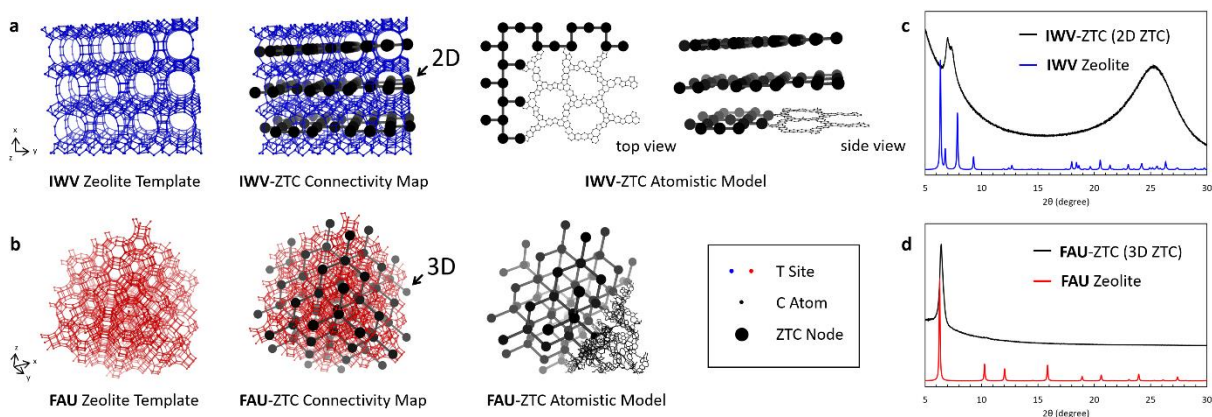 a
2D
top view
side view
x
y
z
IWV Zeolite Template
IWV-ZTC Connectivity Map
IWV-ZTC Atomistic Model
b
3D
z
x
y
FAU Zeolite Template
FAU-ZTC Connectivity Map
FAU-ZTC Atomistic Model
T Site
C Atom
ZTC Node
c
IWV-ZTC (2D ZTC)
IWV Zeolite
5 10 15 20 25 30
2θ (degree)
d
FAU-ZTC (3D ZTC)
FAU Zeolite
5 10 15 20 25 30
2θ (degree)